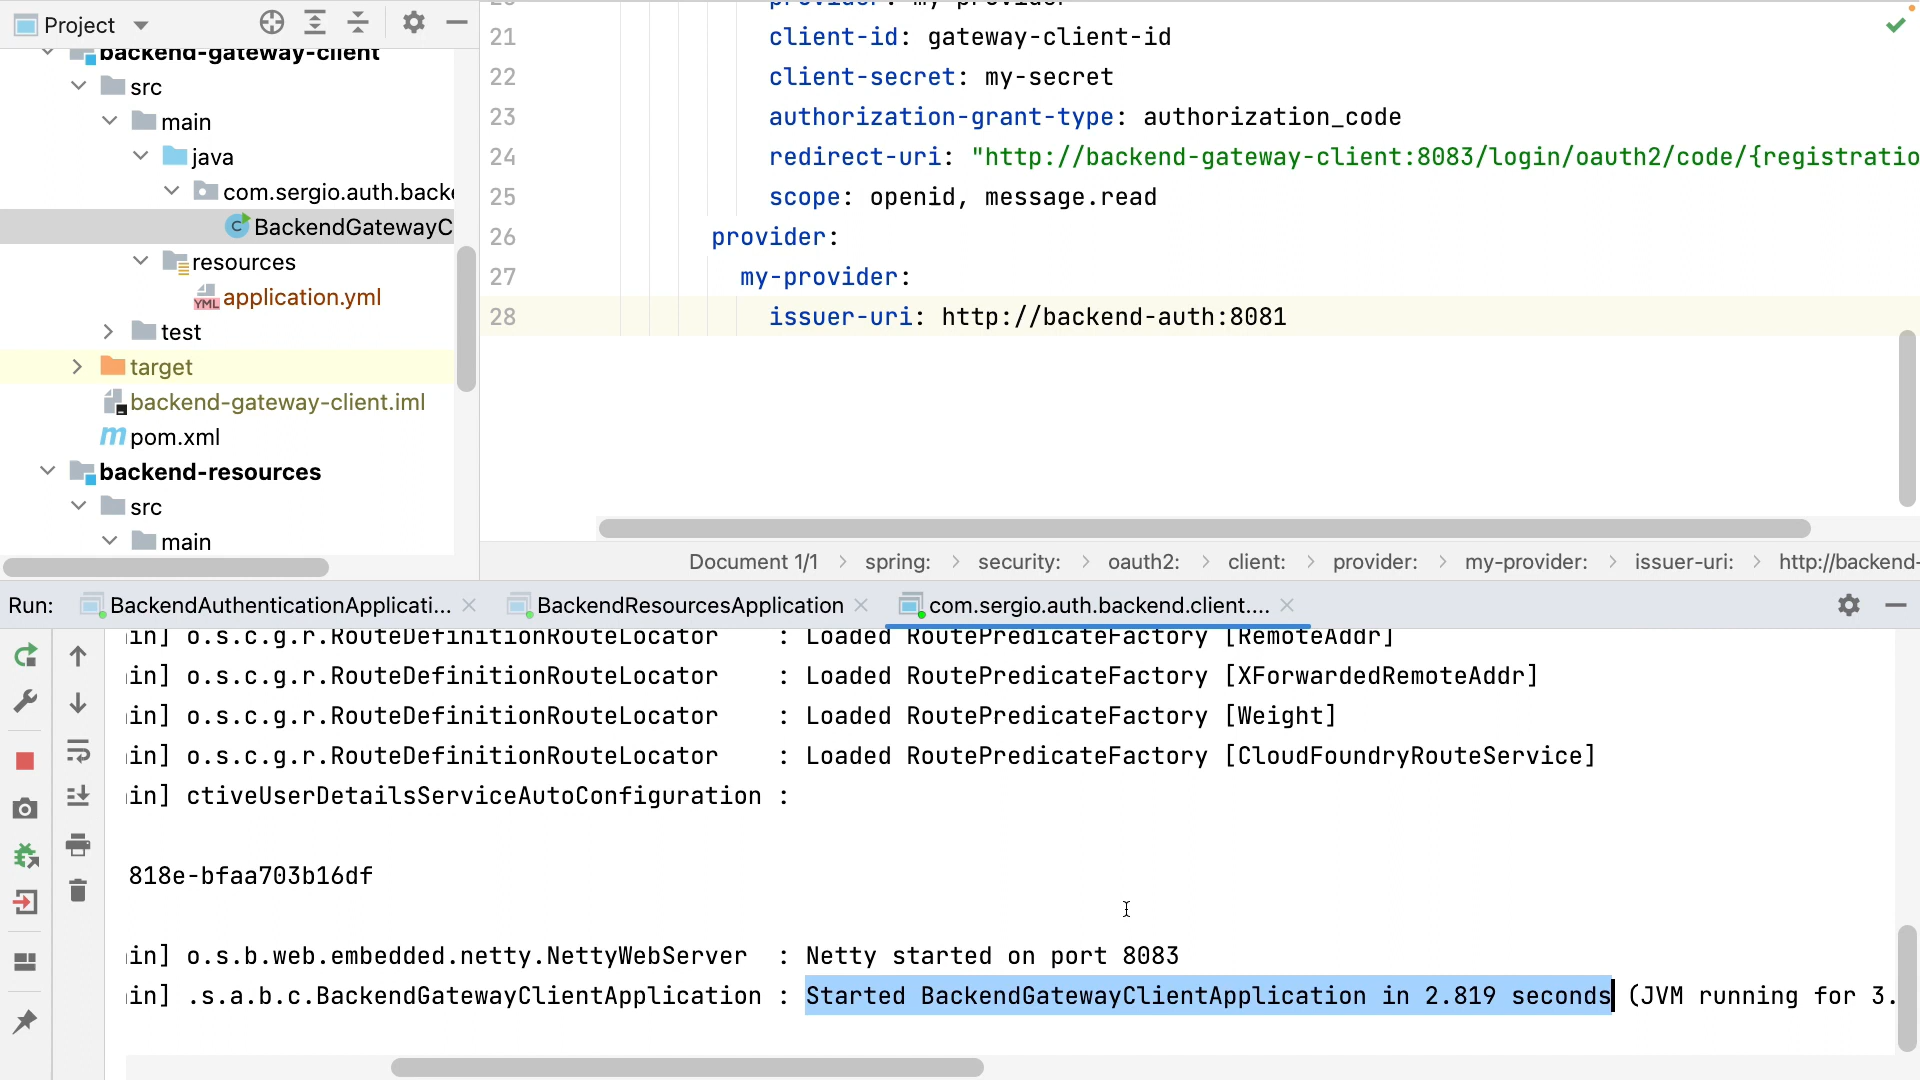 Project
backend-gateway-client
src
main
java
com.sergio.auth.backe
BackendGatewayC
resources
YML application.yml
test
target
backend-gateway-client.iml
pom.xml
backend-resources
src
main
21 client-id: gateway-client-id
22 client-secret: my-secret
23 authorization-grant-type: authorization_code
24 redirect-uri: "http://backend-gateway-client:8083/login/oauth2/code/{registratio
25 scope: openid, message.read
26 provider:
27 my-provider:
28 issuer-uri: http://backend-auth:8081
Document 1/1 > spring: > security: > oauth2: > client: > provider: > my-provider: > issuer-uri: > http://backend-
Run: BackendAuthenticationApplicati... BackendResourcesApplication com.sergio.auth.backend.client....
in] o.s.c.g.r.RouteDefinitionRouteLocator : Loaded RoutePredicateFactory [RemoteAddr]
in] o.s.c.g.r.RouteDefinitionRouteLocator : Loaded RoutePredicateFactory [XForwardedRemoteAddr]
in] o.s.c.g.r.RouteDefinitionRouteLocator : Loaded RoutePredicateFactory [Weight]
in] o.s.c.g.r.RouteDefinitionRouteLocator : Loaded RoutePredicateFactory [CloudFoundryRouteService]
in] ctiveUserDetailsServiceAutoConfiguration :
818e-bfaa703b16df
in] o.s.b.web.embedded.netty.NettyWebServer : Netty started on port 8083
in] .s.a.b.c.BackendGatewayClientApplication : Started BackendGatewayClientApplication in 2.819 seconds (JVM running for 3.